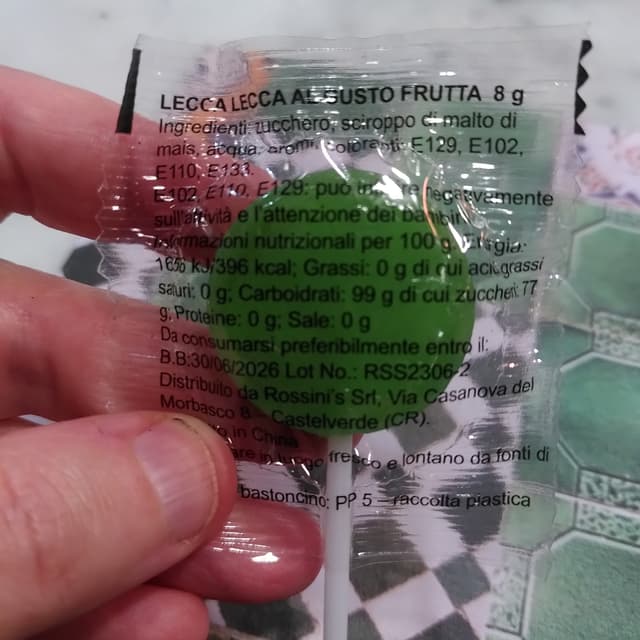 LECCA LECCA AL GUSTO FRUTTA 8 g
Ingredienti: zucchero, sciroppo di malto di
mais, acqua, aromi, coloranti: E129, E102,
E110, E133.
E102, E110, E129: può influire negativamente
sull'attività e l'attenzione dei bambini
Informazioni nutrizionali per 100 g: Energia:
kJ/396 kcal; Grassi: 0 g di cui acidi grassi
saturi: 0 g; Carboidrati: 99 g di cui zuccheri: 77
g; Proteine: 0 g; Sale: 0 g
Da consumarsi preferibilmente entro il:
B.B:30/06/2026 Lot No.: RSS2306-2
Distribuito da Rossini's Srl, Via Casanova del
Morbasco 8 - Castelverde (CR).
in China
in luogo fresco e lontano da fonti di
bastoncino: PP 5 – raccolta plastica